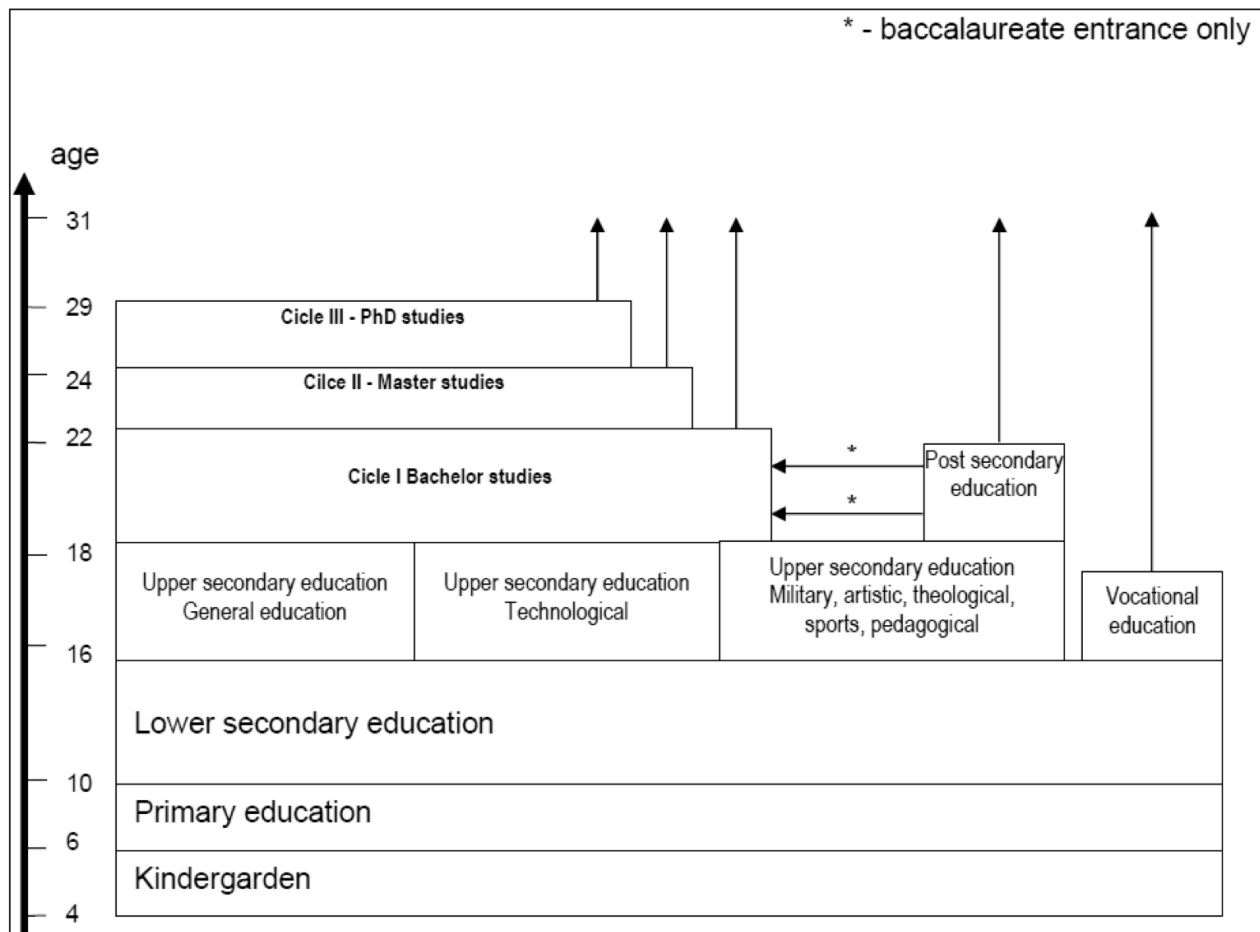 * - baccalaureate entrance only
age
31
29
Cicle III - PhD studies
24
Cilce II - Master studies
22
Cicle I Bachelor studies
*
*
Post secondary
education
18
Upper secondary education
General education
Upper secondary education
Technological
Upper secondary education
Military, artistic, theological,
sports, pedagogical
Vocational
education
16
Lower secondary education
10
Primary education
6
Kindergarden
4